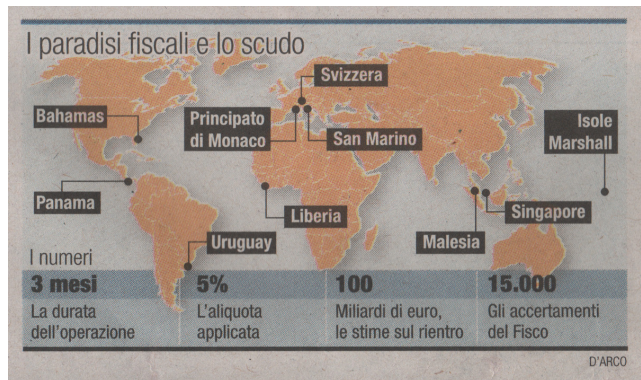 I paradisi fiscali e lo scudo
Svizzera
Bahamas
Principato
di Monaco
San Marino
Isole
Marshall
Panama
Liberia
Singapore
Uruguay
Malesia
I numeri
3 mesi
5%
100
15.000
La durata
dell'operazione
L'aliquota
applicata
Miliardi di euro,
le stime sul rientro
Gli accertamenti
del Fisco
D'ARCO